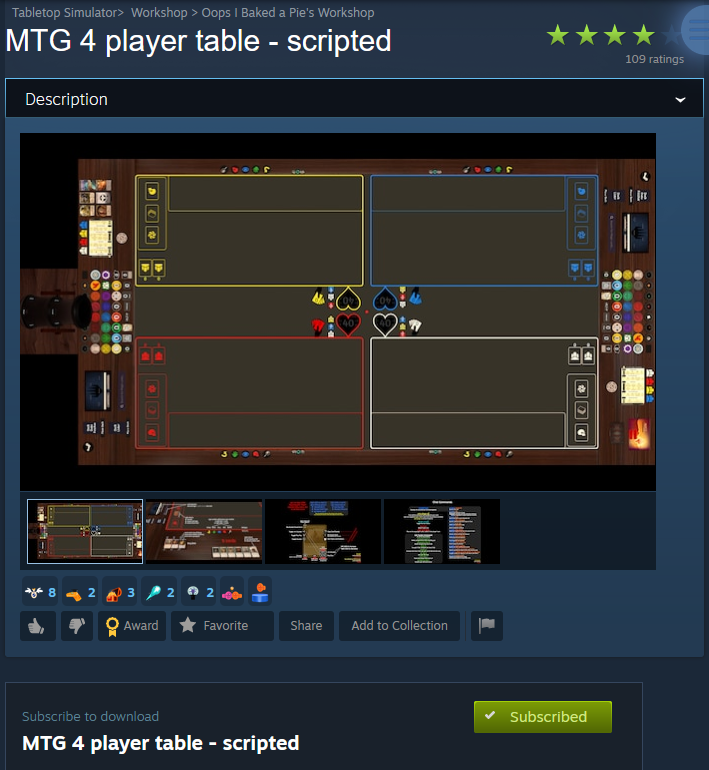 Tabletop Simulator> Workshop > Oops I Baked a Pie's Workshop
MTG 4 player table - scripted
109 ratings
Description
40
40
40
40
8
2
3
2
2
Award
Favorite
Share
Add to Collection
Subscribe to download
Subscribed
MTG 4 player table - scripted